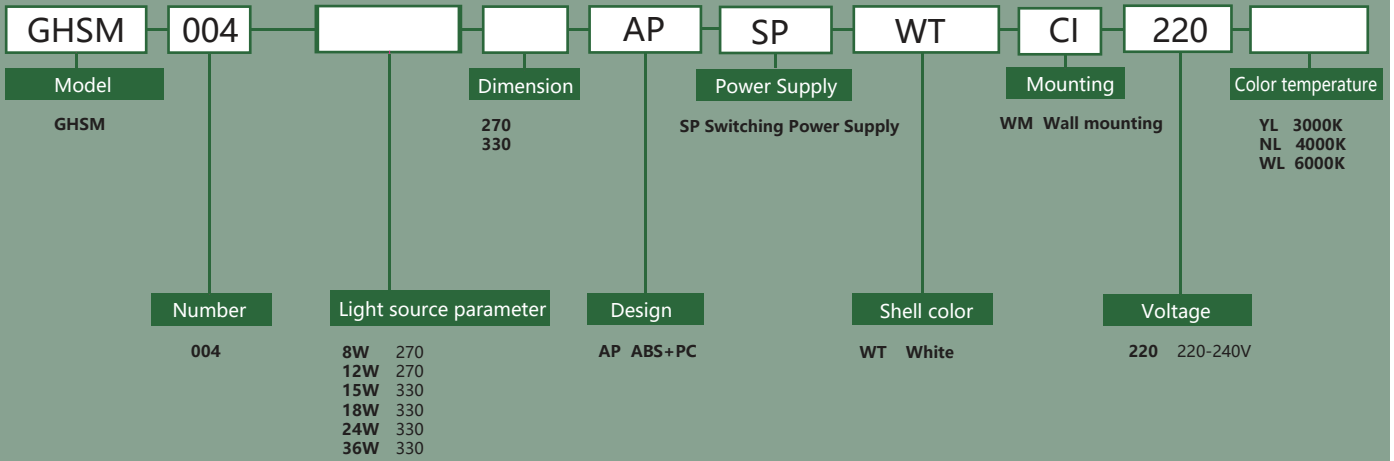 GHSM 004 AP SP WT CI 220
Model Dimension Power Supply Mounting Color temperature
GHSM
270
330
SP Switching Power Supply
WM Wall mounting
YL 3000K
NL 4000K
WL 6000K
Number Light source parameter Design Shell color Voltage
004
8W 270
12W 270
15W 330
18W 330
24W 330
36W 330
AP ABS+PC
WT White
220 220-240V